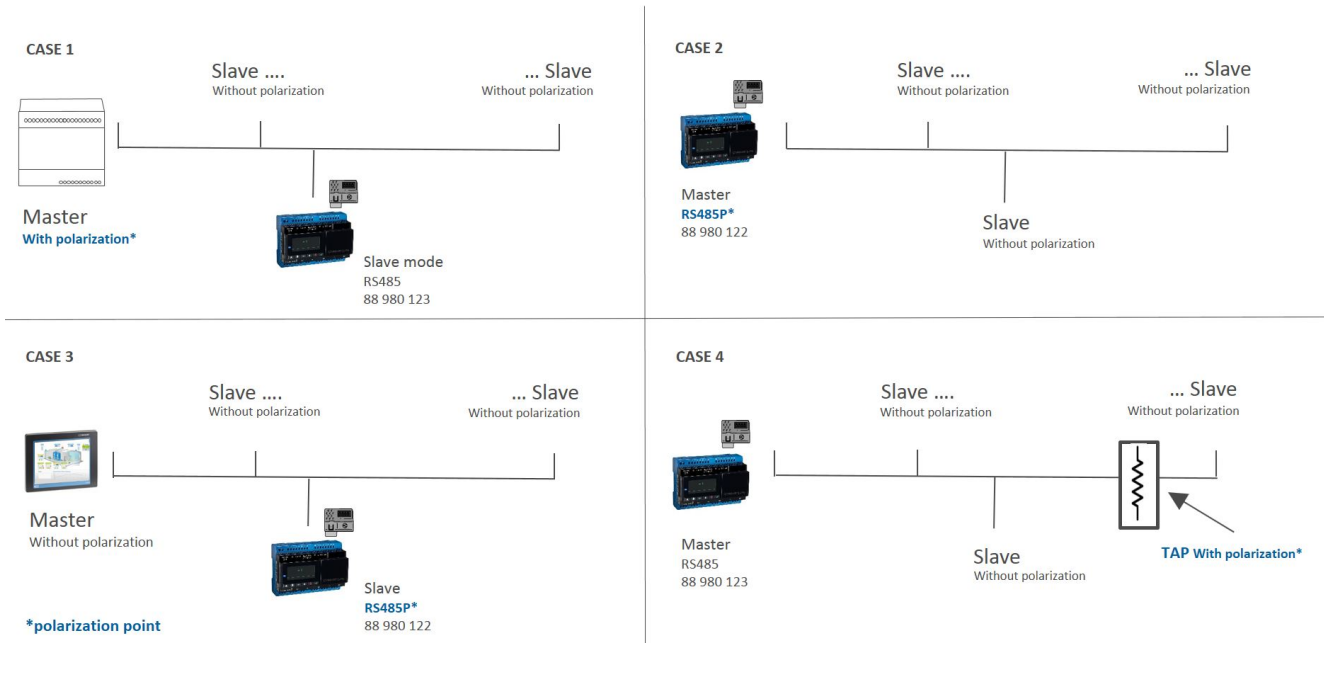 CASE 1
Slave ....
Without polarization
... Slave
Without polarization
Master
With polarization*
Slave mode
RS485
88 980 123
CASE 2
Slave ....
Without polarization
... Slave
Without polarization
Master
RS485P*
88 980 122
Slave
Without polarization
CASE 3
Slave ....
Without polarization
... Slave
Without polarization
Master
Without polarization
Slave
RS485P*
88 980 122
*polarization point
CASE 4
Slave ....
Without polarization
... Slave
Without polarization
Master
RS485
88 980 123
Slave
Without polarization
TAP With polarization*